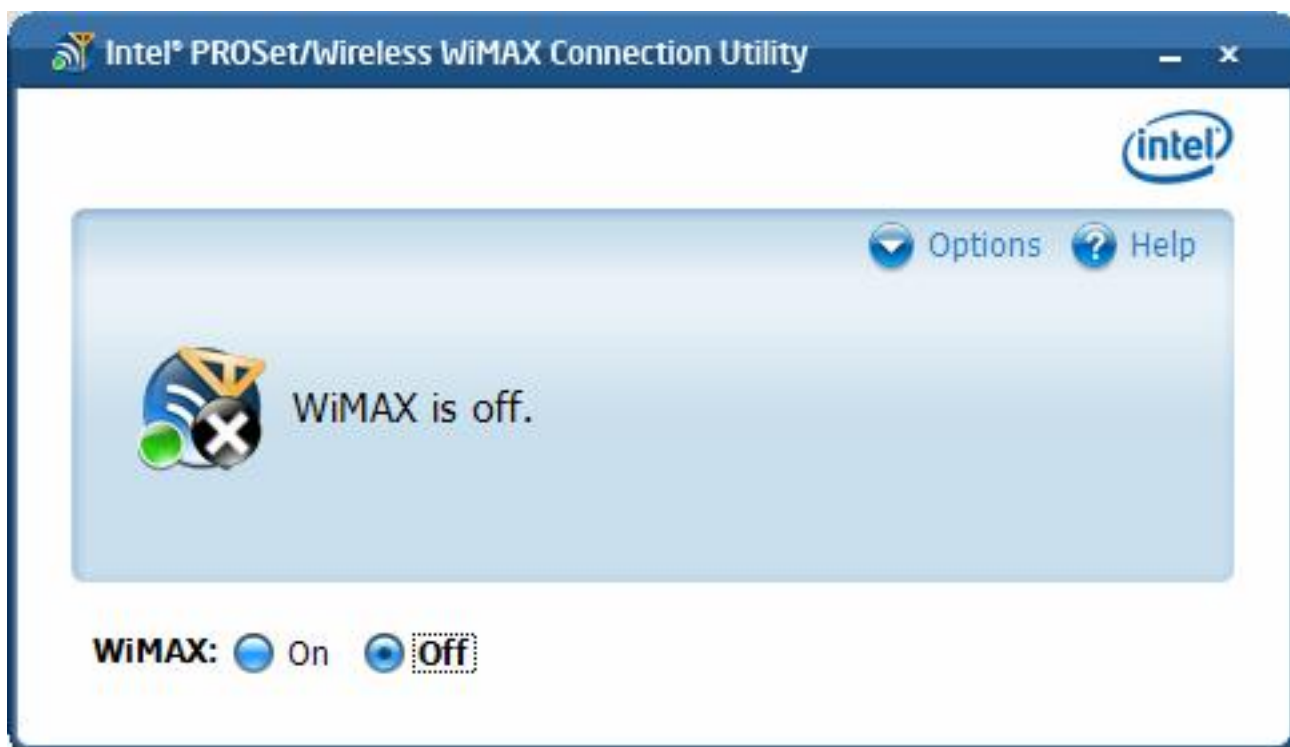 Intel® PROSet/Wireless WiMAX Connection Utility
intel®
Options Help
WiMAX is off.
WiMAX: On Off